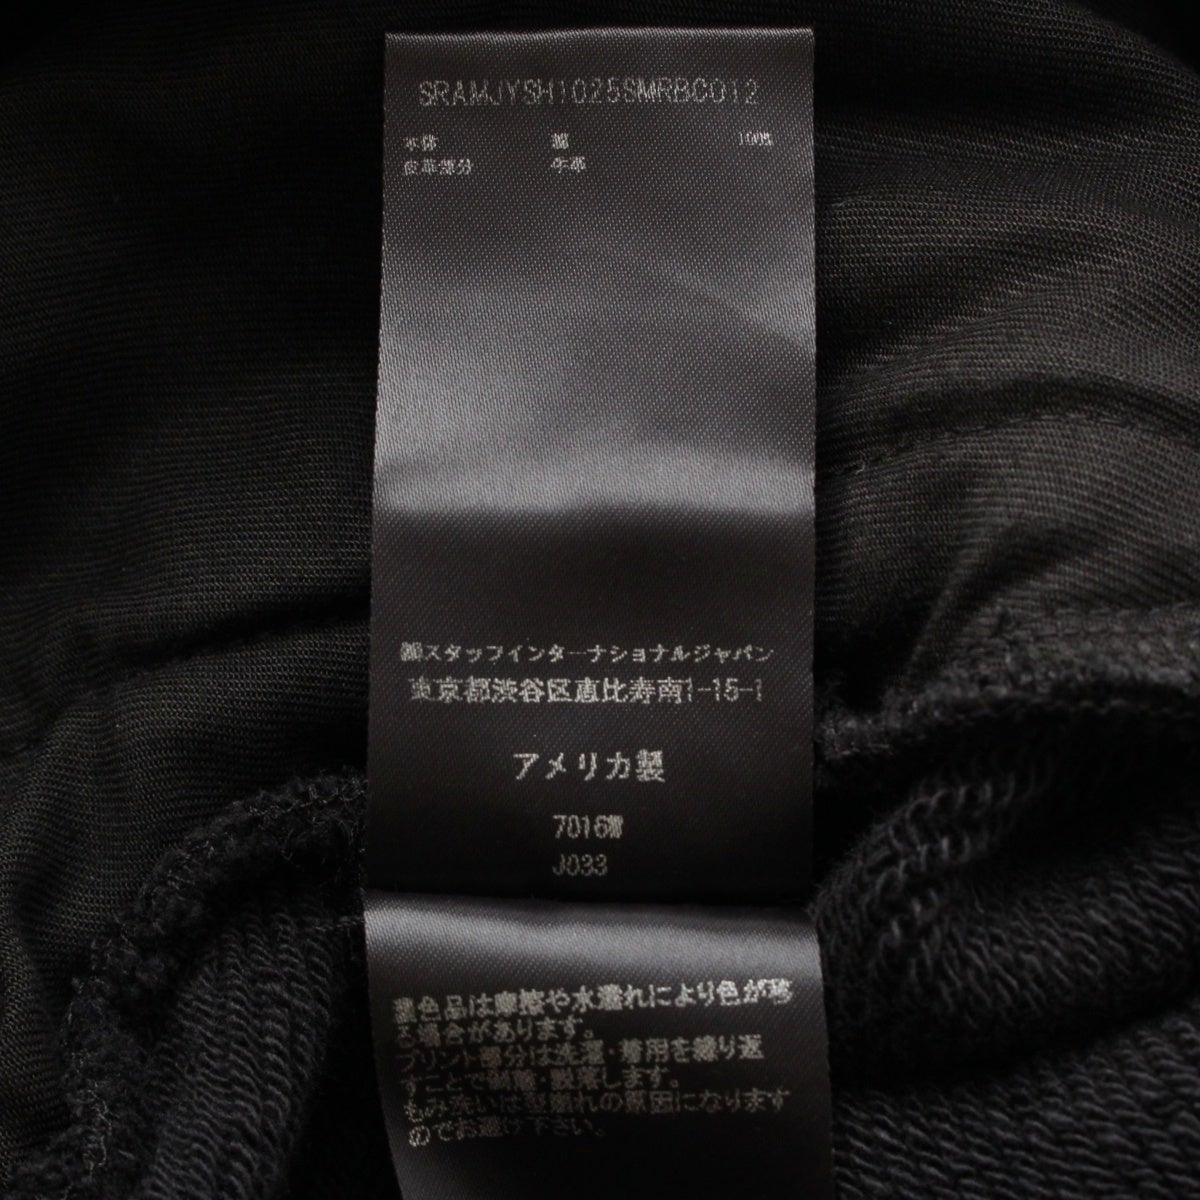 SRAMJYSH1025SMRBC012
本体 綿 100%
皮革部分 牛革
㈱スタッフインターナショナルジャパン
東京都渋谷区恵比寿南1-15-1
アメリカ製
7016W
J033
濃色品は摩擦や水濡れにより色が移
る場合があります。
プリント部分は洗濯・着用を繰り返
すことで剥離・脱落します。
もみ洗いは型崩れの原因になります
のでお避け下さい。